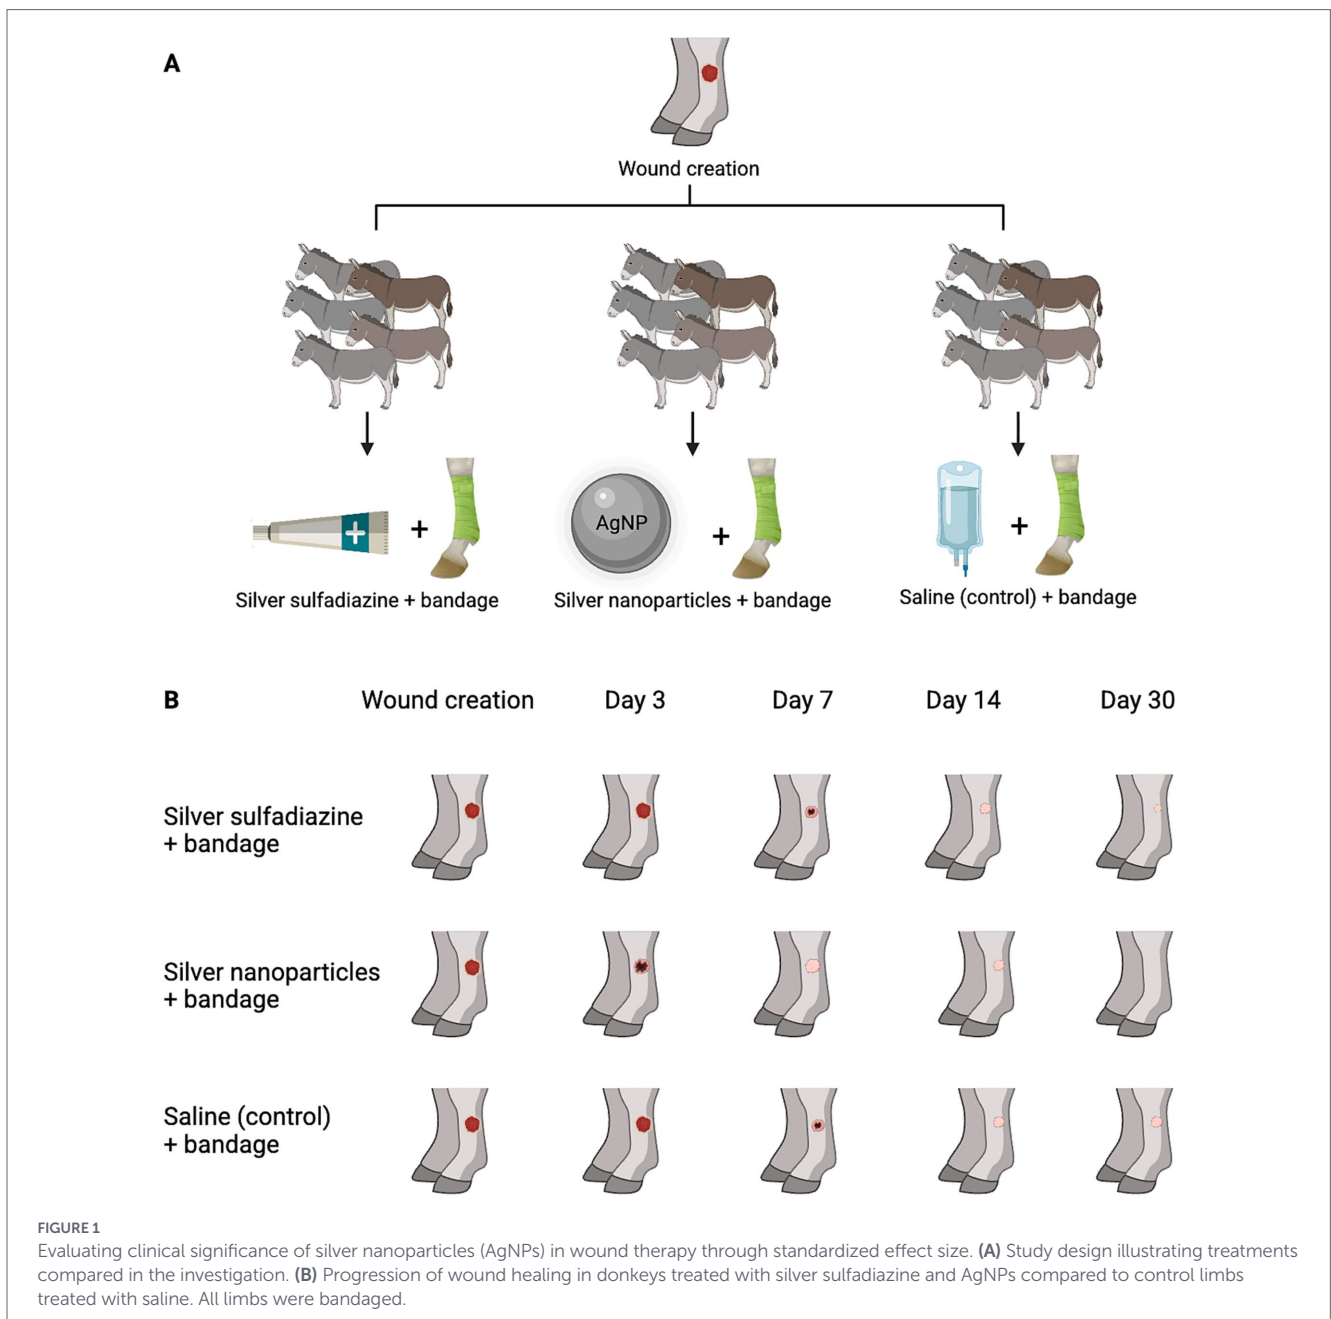 A
Wound creation
AgNP
+
+
+
Silver sulfadiazine + bandage
Silver nanoparticles + bandage
Saline (control) + bandage
B
Wound creation
Day 3
Day 7
Day 14
Day 30
Silver sulfadiazine
+ bandage
Silver nanoparticles
+ bandage
Saline (control)
+ bandage
FIGURE 1
Evaluating clinical significance of silver nanoparticles (AgNPs) in wound therapy through standardized effect size. (A) Study design illustrating treatments
compared in the investigation. (B) Progression of wound healing in donkeys treated with silver sulfadiazine and AgNPs compared to control limbs
treated with saline. All limbs were bandaged.